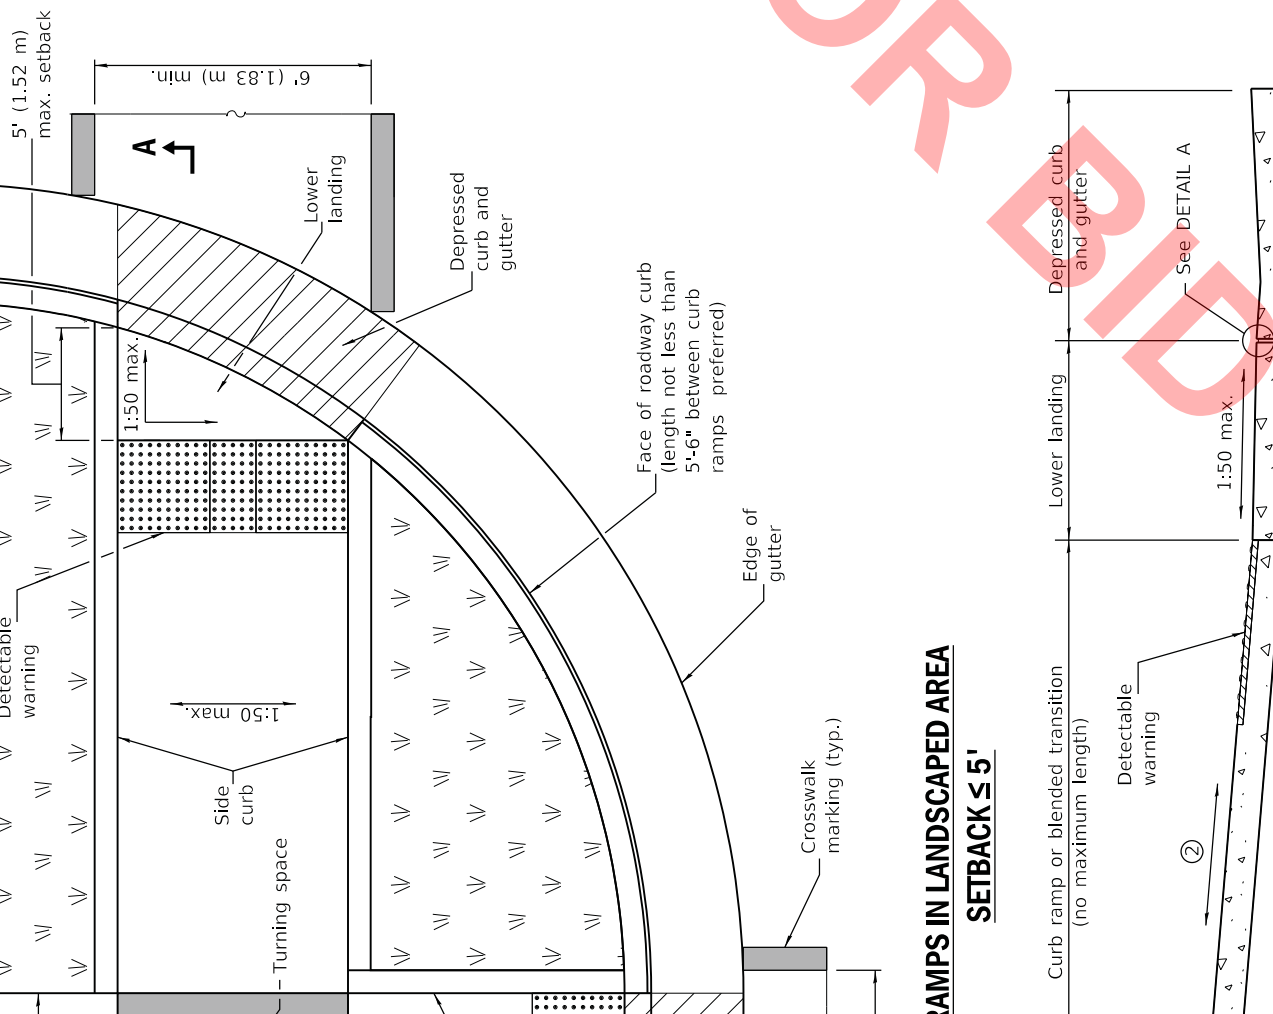 5' (1.52 m)
max. setback
6' (1.83 m) min.
A
Lower
landing
Depressed
curb and
gutter
1:50 max.
Face of roadway curb
(length not less than
5'-6" between curb
ramps preferred)
Edge of
gutter
Detectable
warning
1:50 max.
Side
curb
Turning space
Crosswalk
marking (typ.)
RAMPS IN LANDSCAPED AREA
SETBACK ≤ 5'
Depressed curb
and gutter
See DETAIL A
Lower landing
1:50 max.
Curb ramp or blended transition
(no maximum length)
Detectable
warning
2
OR BID